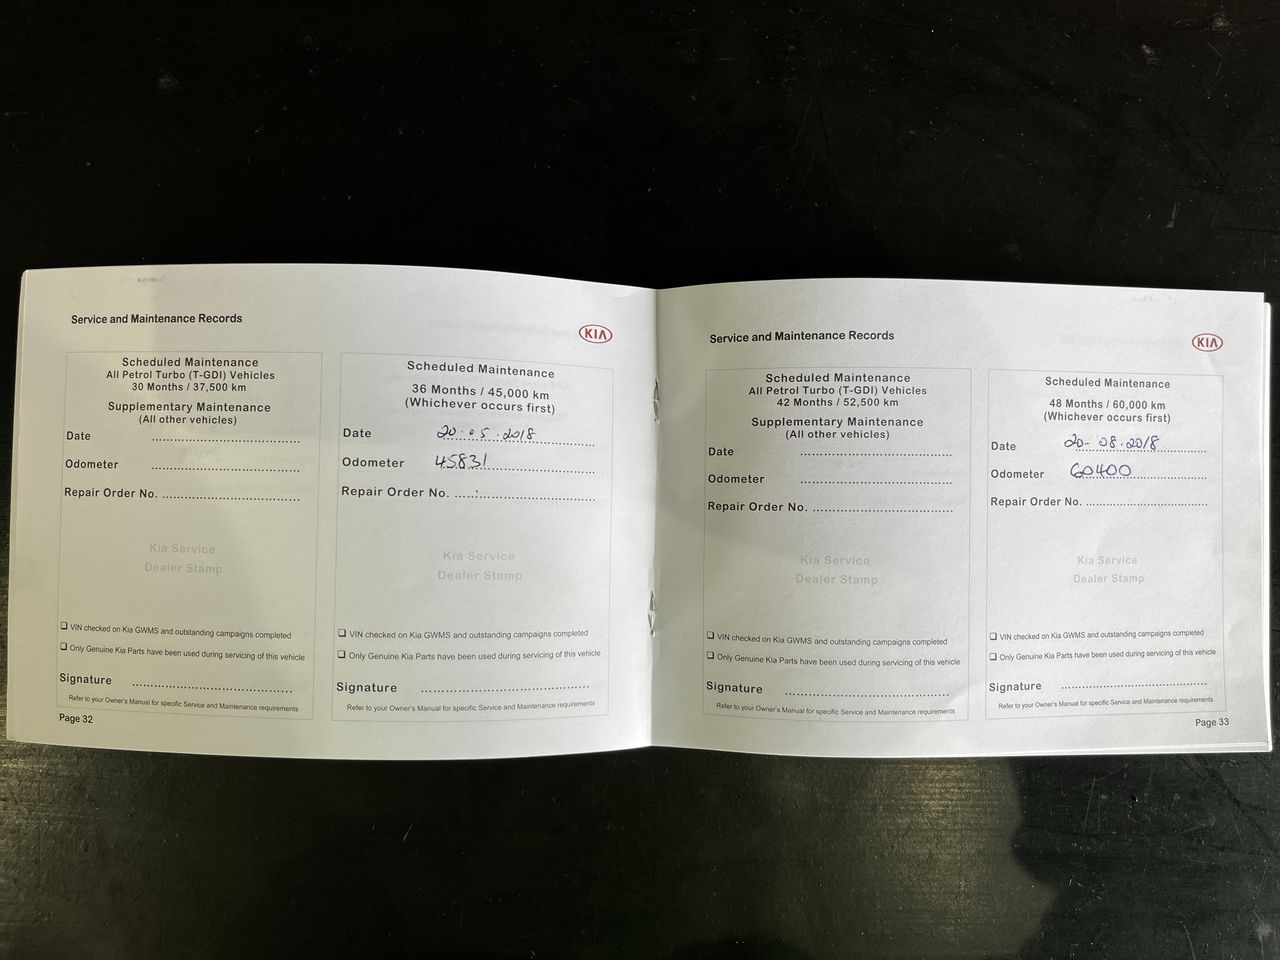 Service and Maintenance Records
KIA
Scheduled Maintenance
All Petrol Turbo (T-GDI) Vehicles
30 Months / 37,500 km
Supplementary Maintenance
(All other vehicles)
Date
Odometer
Repair Order No.
Kia Service
Dealer Stamp
❑ VIN checked on Kia GWMS and outstanding campaigns completed
❑ Only Genuine Kia Parts have been used during servicing of this vehicle
Signature
Refer to your Owner's Manual for specific Service and Maintenance requirements
Page 32
Scheduled Maintenance
36 Months / 45,000 km
(Whichever occurs first)
Date 20.05.2018
Odometer 45831
Repair Order No.
Kia Service
Dealer Stamp
❑ VIN checked on Kia GWMS and outstanding campaigns completed
❑ Only Genuine Kia Parts have been used during servicing of this vehicle
Signature
Refer to your Owner's Manual for specific Service and Maintenance requirements
Service and Maintenance Records
KIA
Scheduled Maintenance
All Petrol Turbo (T-GDI) Vehicles
42 Months / 52,500 km
Supplementary Maintenance
(All other vehicles)
Date
Odometer
Repair Order No.
Kia Service
Dealer Stamp
❑ VIN checked on Kia GWMS and outstanding campaigns completed
❑ Only Genuine Kia Parts have been used during servicing of this vehicle
Signature
Refer to your Owner's Manual for specific Service and Maintenance requirements
Scheduled Maintenance
48 Months / 60,000 km
(Whichever occurs first)
Date 20-08.2018
Odometer 60400
Repair Order No.
Kia Service
Dealer Stamp
❑ VIN checked on Kia GWMS and outstanding campaigns completed
❑ Only Genuine Kia Parts have been used during servicing of this vehicle
Signature
Refer to your Owner's Manual for specific Service and Maintenance requirements
Page 33